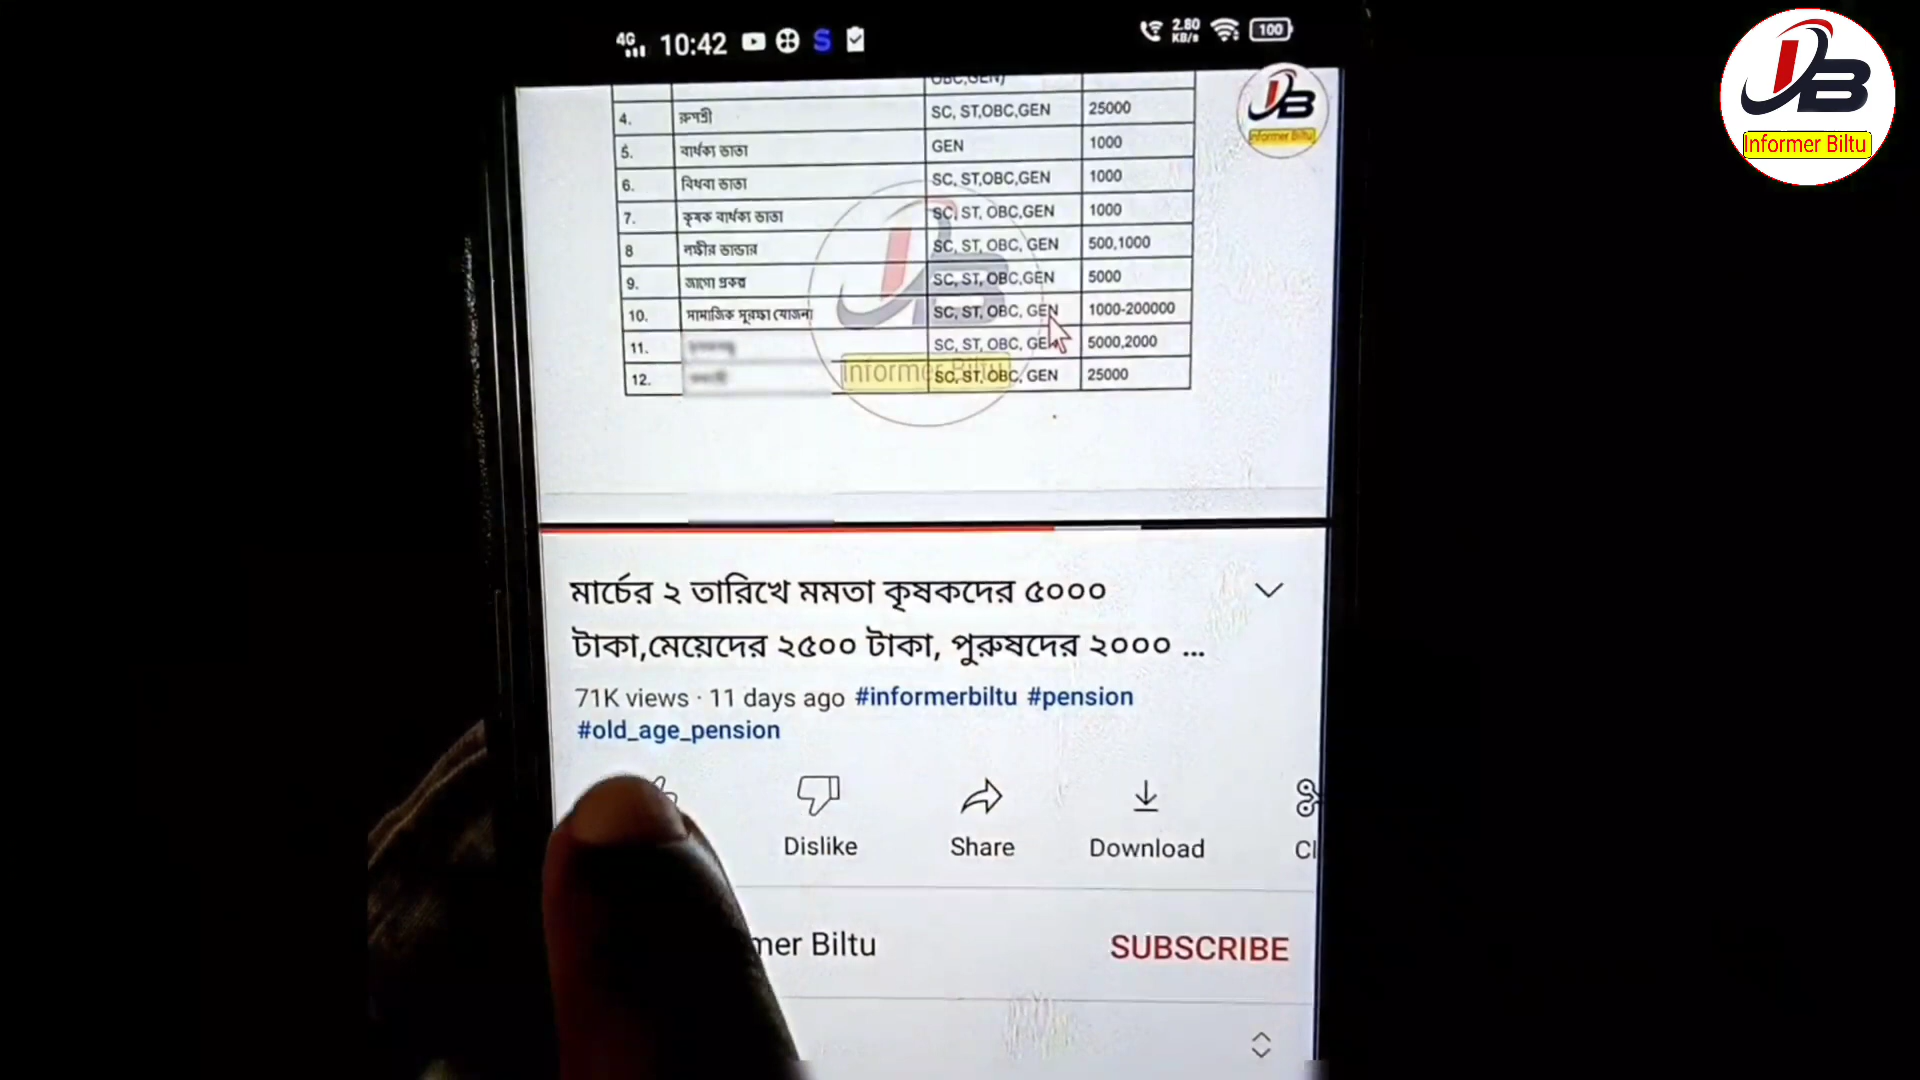 4G 10:42 S 2.80 KB/s 100
Informer Biltu
OBC,GEN)
4. রুপশ্রী SC, ST,OBC,GEN 25000
5. বার্ধক্য ভাতা GEN 1000
6. বিধবা ভাতা SC, ST,OBC,GEN 1000
7. কৃষক বার্ধক্য ভাতা SC, ST, OBC,GEN 1000
8 লক্ষীর ভান্ডার SC, ST, OBC, GEN 500,1000
9. জাগো প্রকল্প SC, ST, OBC,GEN 5000
10. সামাজিক সুরক্ষা যোজনা SC, ST, OBC, GEN 1000-200000
11. SC, ST, OBC, GEN 5000,2000
12. SC, ST, OBC, GEN 25000
Informer Biltu
Informer Biltu
মার্চের ২ তারিখে মমতা কৃষকদের ৫০০০
টাকা,মেয়েদের ২৫০০ টাকা, পুরুষদের ২০০০ ...
71K views · 11 days ago #informerbiltu #pension
#old_age_pension
Dislike Share Download Cl
mer Biltu SUBSCRIBE